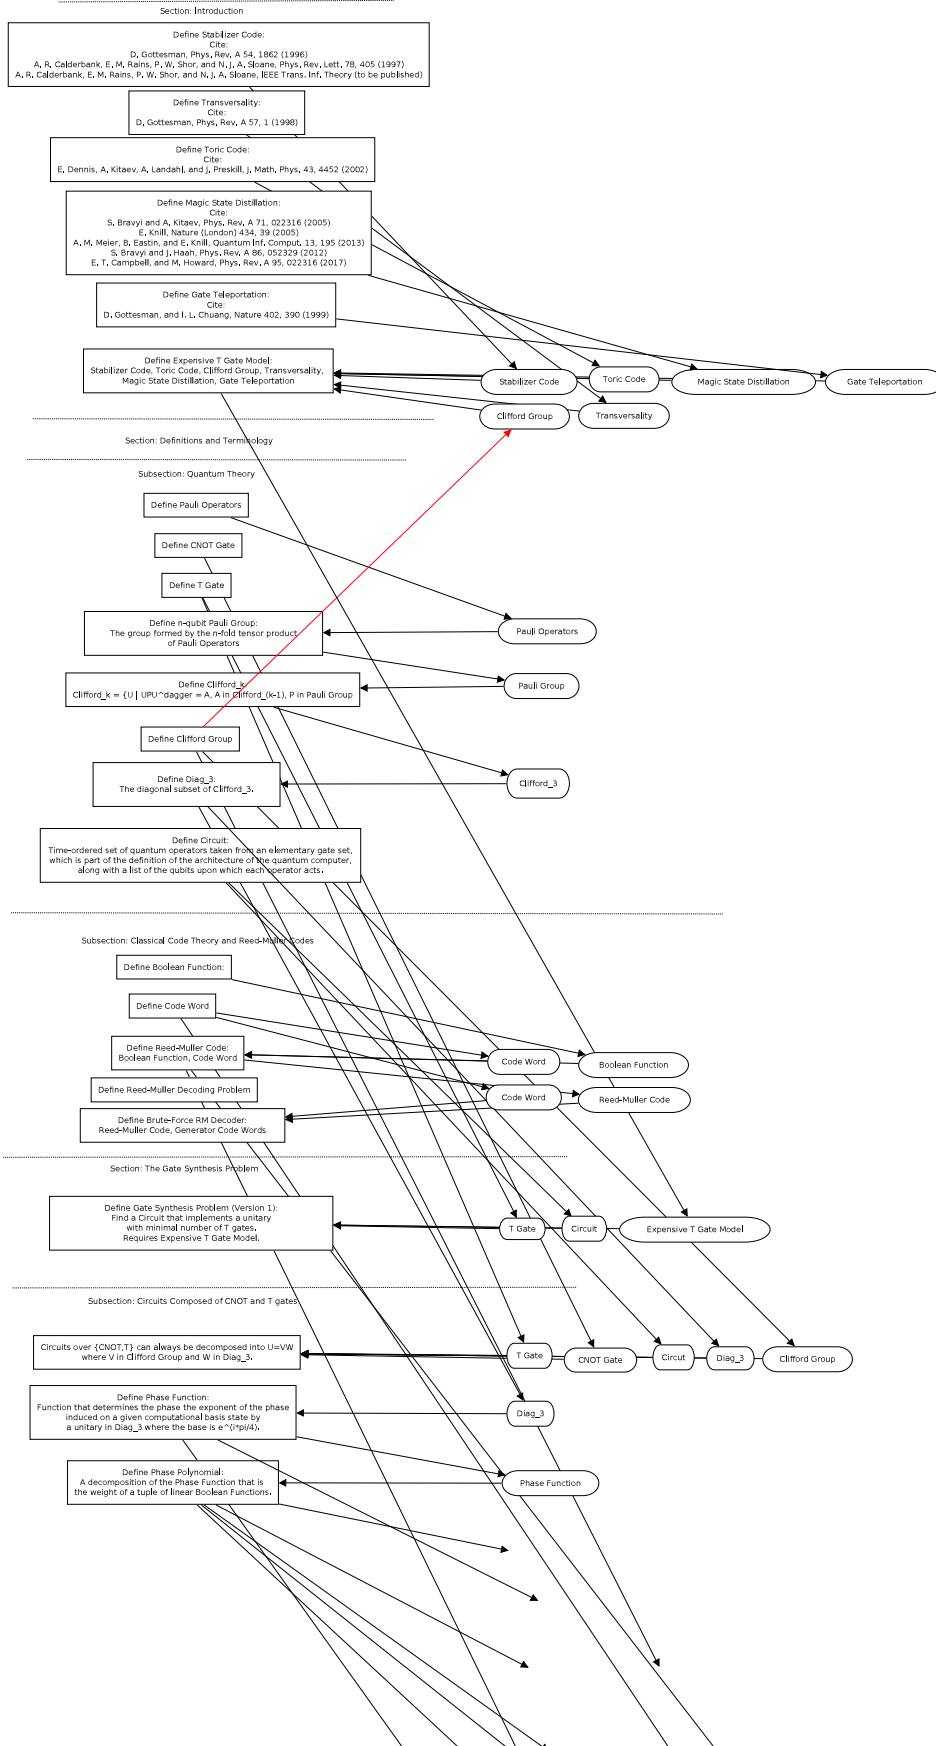 Section: Introduction
Define Stabilizer Code:
Cite:
D. Gottesman, Phys. Rev. A 54, 1862 (1996)
A. R. Calderbank, E. M. Rains, P. W. Shor, and N. J. A. Sloane, Phys. Rev. Lett. 78, 405 (1997)
A. R. Calderbank, E. M. Rains, P. W. Shor, and N. J. A. Sloane, IEEE Trans. Inf. Theory (to be published)
Define Transversality:
Cite:
D. Gottesman, Phys. Rev. A 57, 1 (1998)
Define Toric Code:
Cite:
E. Dennis, A. Kitaev, A. Landahl, and J. Preskill, J. Math. Phys. 43, 4452 (2002)
Define Magic State Distillation:
Cite:
S. Bravyi and A. Kitaev, Phys. Rev. A 71, 022316 (2005)
E. Knill, Nature (London) 434, 39 (2005)
A. M. Meier, B. Eastin, and E. Knill, Quantum Inf. Comput. 13, 195 (2013)
S. Bravyi and J. Haah, Phys. Rev. A 86, 052329 (2012)
E. T. Campbell, and M. Howard, Phys. Rev. A 95, 022316 (2017)
Define Gate Teleportation:
Cite:
D. Gottesman, and I. L. Chuang, Nature 402, 390 (1999)
Define Expensive T Gate Model:
Stabilizer Code, Toric Code, Clifford Group, Transversality,
Magic State Distillation, Gate Teleportation
Stabilizer Code
Toric Code
Magic State Distillation
Gate Teleportation
Clifford Group
Transversality
Section: Definitions and Terminology
Subsection: Quantum Theory
Define Pauli Operators
Define CNOT Gate
Define T Gate
Define n-qubit Pauli Group:
The group formed by the n-fold tensor product
of Pauli Operators
Pauli Operators
Define Clifford_k:
Clifford_k = {U | UPU^dagger = A, A in Clifford_(k-1), P in Pauli Group
Pauli Group
Define Clifford Group
Define Diag_3:
The diagonal subset of Clifford_3.
Clifford_3
Define Circuit:
Time-ordered set of quantum operators taken from an elementary gate set,
which is part of the definition of the architecture of the quantum computer,
along with a list of the qubits upon which each operator acts.
Subsection: Classical Code Theory and Reed-Muller Codes
Define Boolean Function:
Define Code Word
Define Reed-Muller Code:
Boolean Function, Code Word
Code Word
Boolean Function
Define Reed-Muller Decoding Problem
Code Word
Reed-Muller Code
Define Brute-Force RM Decoder:
Reed-Muller Code, Generator Code Words
Section: The Gate Synthesis Problem
Define Gate Synthesis Problem (Version 1):
Find a Circuit that implements a unitary
with minimal number of T gates.
Requires Expensive T Gate Model.
T Gate
Circuit
Expensive T Gate Model
Subsection: Circuits Composed of CNOT and T gates
Circuits over {CNOT,T} can always be decomposed into U=VW
where V in Clifford Group and W in Diag_3.
T Gate
CNOT Gate
Circut
Diag_3
Clifford Group
Define Phase Function:
Function that determines the phase the exponent of the phase
induced on a given computational basis state by
a unitary in Diag_3 where the base is e^(i*pi/4).
Diag_3
Define Phase Polynomial:
A decomposition of the Phase Function that is
the weight of a tuple of linear Boolean Functions.
Phase Function